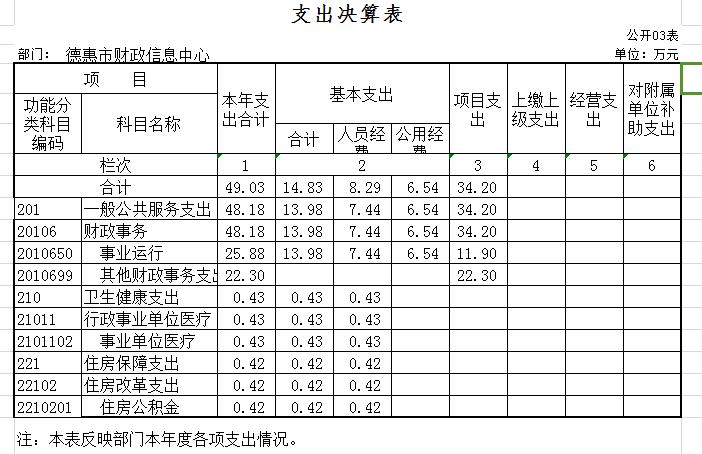 支出决算表
公开03表
部门： 德惠市财政信息中心 单位：万元
项 目 本年支出合计 基本支出 项目支出 上缴上级支出 经营支出 对附属单位补助支出
功能分类科目编码 科目名称 合计 人员经费 公用经费
栏次 1 2 3 4 5 6
合计 49.03 14.83 8.29 6.54 34.20
201 一般公共服务支出 48.18 13.98 7.44 6.54 34.20
20106 财政事务 48.18 13.98 7.44 6.54 34.20
2010650 事业运行 25.88 13.98 7.44 6.54 11.90
2010699 其他财政事务支出 22.30 22.30
210 卫生健康支出 0.43 0.43 0.43
21011 行政事业单位医疗 0.43 0.43 0.43
2101102 事业单位医疗 0.43 0.43 0.43
221 住房保障支出 0.42 0.42 0.42
22102 住房改革支出 0.42 0.42 0.42
2210201 住房公积金 0.42 0.42 0.42
注：本表反映部门本年度各项支出情况。